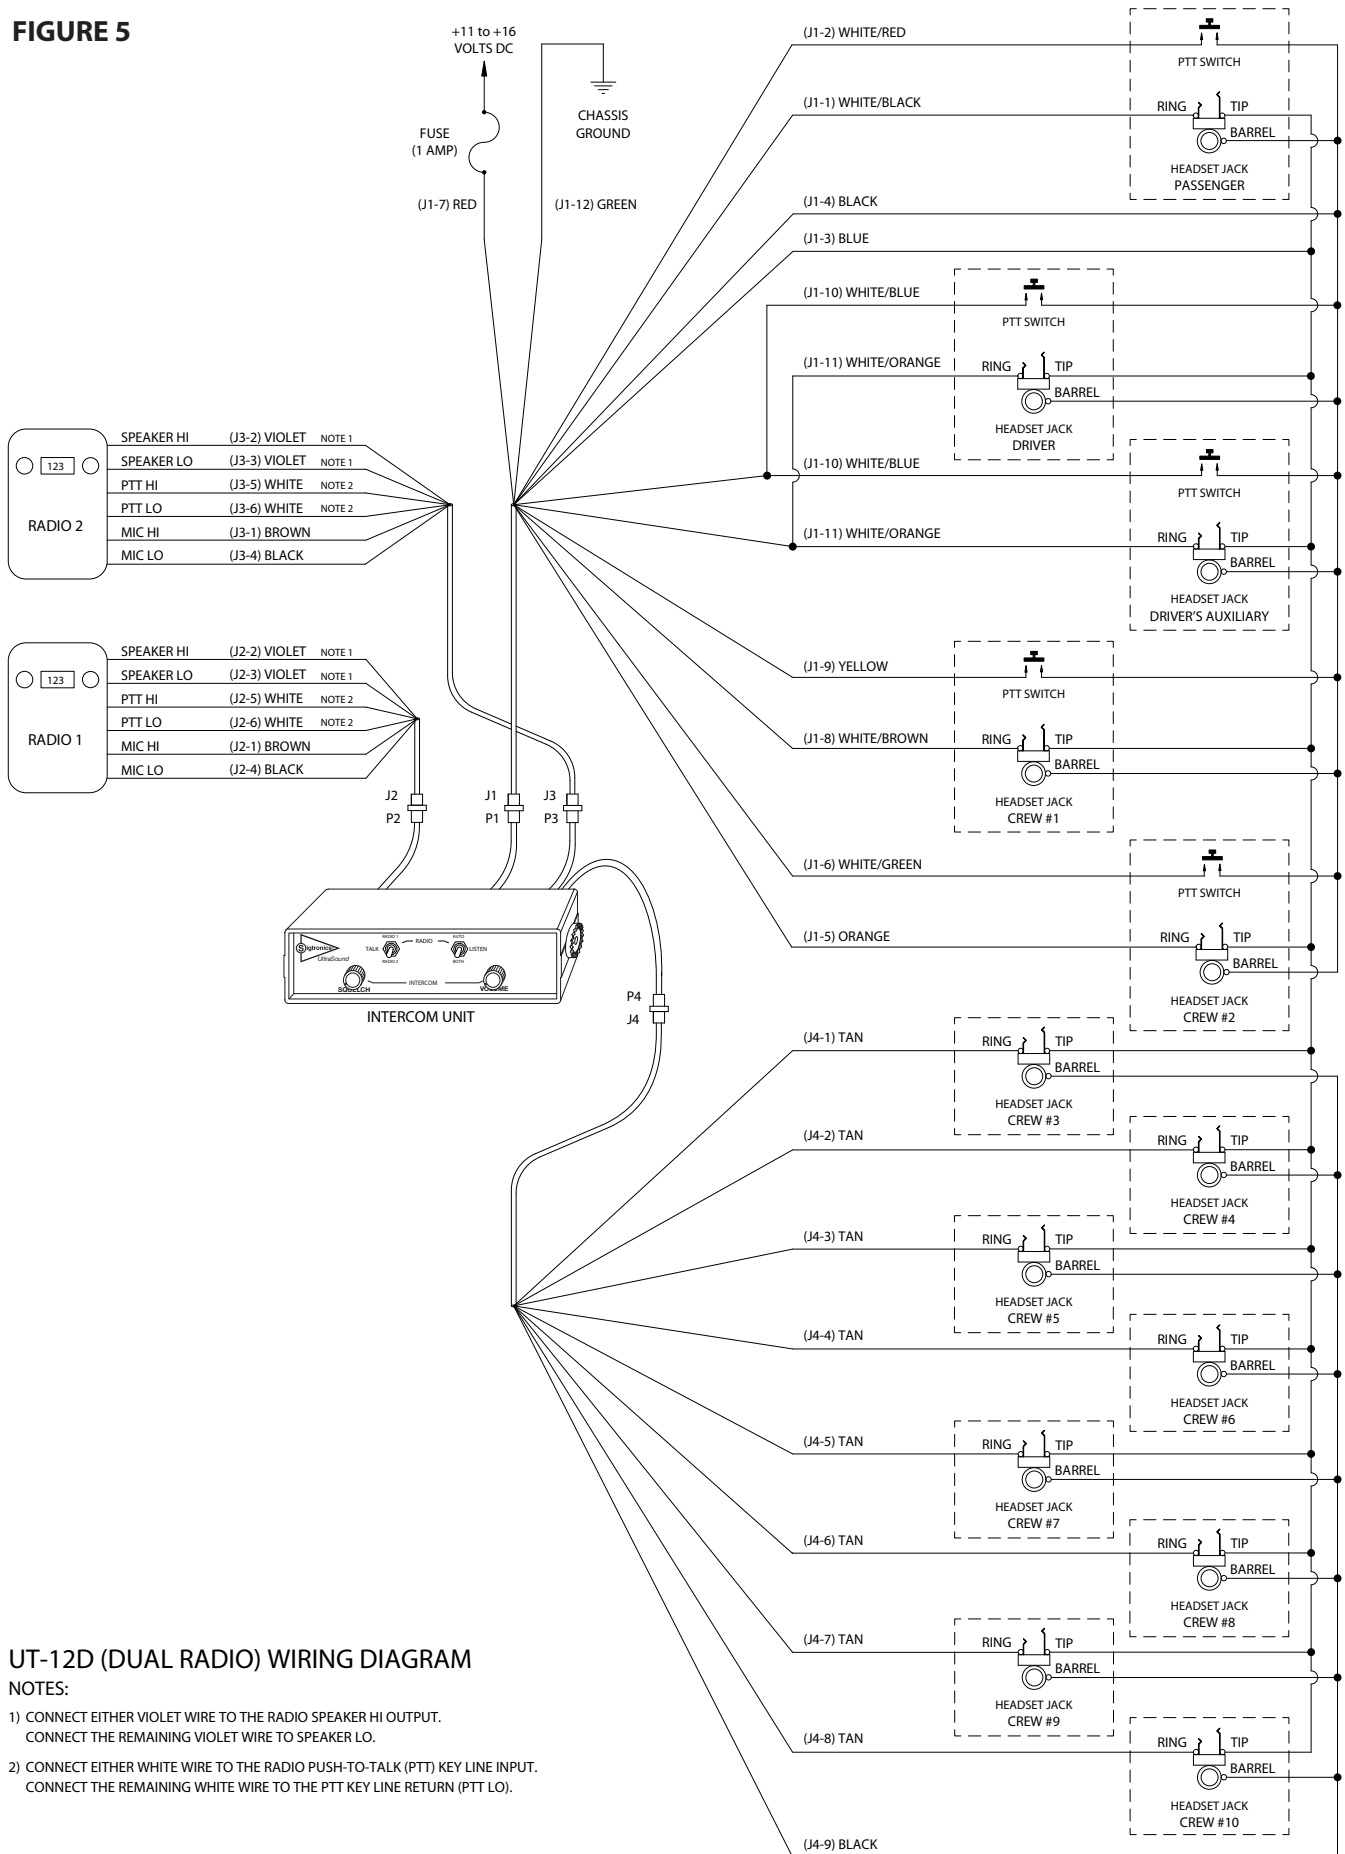 FIGURE 5
+11 to +16
VOLTS DC
FUSE
(1 AMP)
CHASSIS
GROUND
(J1-7) RED
(J1-12) GREEN
(J1-2) WHITE/RED
PTT SWITCH
(J1-1) WHITE/BLACK
RING
TIP
BARREL
HEADSET JACK
PASSENGER
(J1-4) BLACK
(J1-3) BLUE
(J1-10) WHITE/BLUE
PTT SWITCH
(J1-11) WHITE/ORANGE
RING
TIP
BARREL
HEADSET JACK
DRIVER
(J1-10) WHITE/BLUE
PTT SWITCH
(J1-11) WHITE/ORANGE
RING
TIP
BARREL
HEADSET JACK
DRIVER'S AUXILIARY
(J1-9) YELLOW
PTT SWITCH
(J1-8) WHITE/BROWN
RING
TIP
BARREL
HEADSET JACK
CREW #1
(J1-6) WHITE/GREEN
PTT SWITCH
(J1-5) ORANGE
RING
TIP
BARREL
HEADSET JACK
CREW #2
123
RADIO 2
SPEAKER HI (J3-2) VIOLET NOTE 1
SPEAKER LO (J3-3) VIOLET NOTE 1
PTT HI (J3-5) WHITE NOTE 2
PTT LO (J3-6) WHITE NOTE 2
MIC HI (J3-1) BROWN
MIC LO (J3-4) BLACK
123
RADIO 1
SPEAKER HI (J2-2) VIOLET NOTE 1
SPEAKER LO (J2-3) VIOLET NOTE 1
PTT HI (J2-5) WHITE NOTE 2
PTT LO (J2-6) WHITE NOTE 2
MIC HI (J2-1) BROWN
MIC LO (J2-4) BLACK
J2
P2
J1
P1
J3
P3
Sigtronics
UltraSound
RADIO 1
TALK
RADIO 2
RADIO
AUTO
LISTEN
BOTH
INTERCOM
SQUELCH
VOLUME
INTERCOM UNIT
P4
J4
(J4-1) TAN
RING
TIP
BARREL
HEADSET JACK
CREW #3
(J4-2) TAN
RING
TIP
BARREL
HEADSET JACK
CREW #4
(J4-3) TAN
RING
TIP
BARREL
HEADSET JACK
CREW #5
(J4-4) TAN
RING
TIP
BARREL
HEADSET JACK
CREW #6
(J4-5) TAN
RING
TIP
BARREL
HEADSET JACK
CREW #7
(J4-6) TAN
RING
TIP
BARREL
HEADSET JACK
CREW #8
(J4-7) TAN
RING
TIP
BARREL
HEADSET JACK
CREW #9
(J4-8) TAN
RING
TIP
BARREL
HEADSET JACK
CREW #10
(J4-9) BLACK
UT-12D (DUAL RADIO) WIRING DIAGRAM
NOTES:
1) CONNECT EITHER VIOLET WIRE TO THE RADIO SPEAKER HI OUTPUT.
CONNECT THE REMAINING VIOLET WIRE TO SPEAKER LO.
2) CONNECT EITHER WHITE WIRE TO THE RADIO PUSH-TO-TALK (PTT) KEY LINE INPUT.
CONNECT THE REMAINING WHITE WIRE TO THE PTT KEY LINE RETURN (PTT LO).